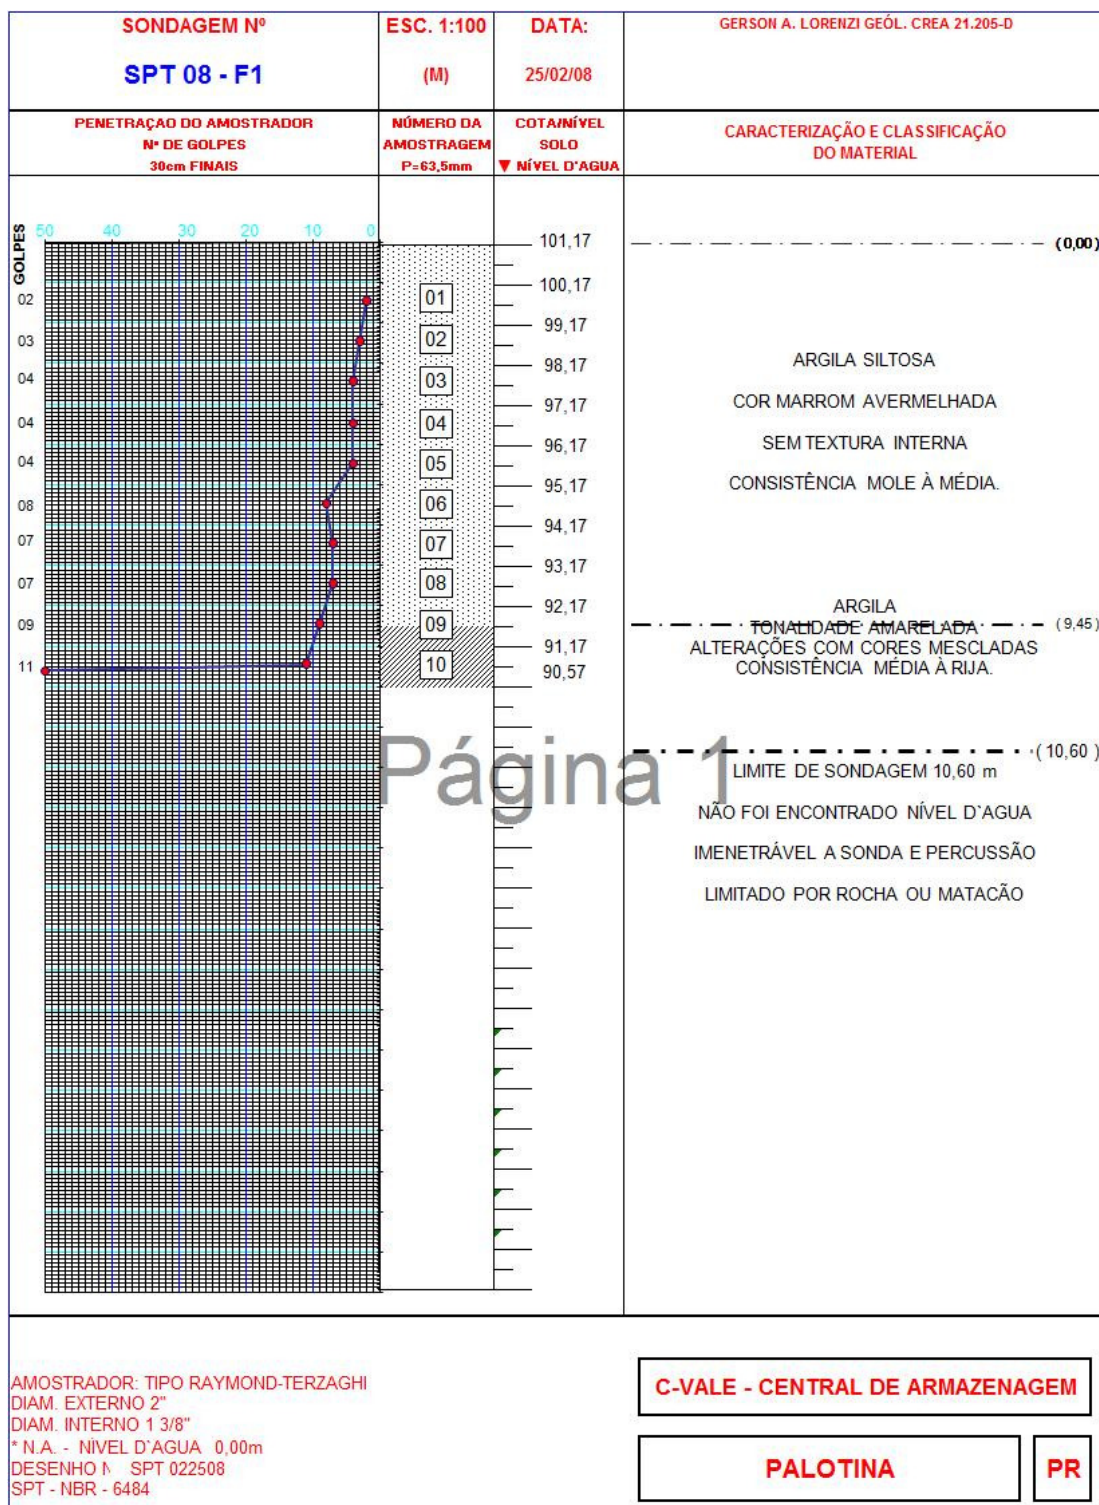 SONDAGEM Nº
SPT 08 - F1
ESC. 1:100
(M)
DATA:
25/02/08
GERSON A. LORENZI GEÓL. CREA 21.205-D
PENETRAÇAO DO AMOSTRADOR
Nº DE GOLPES
30cm FINAIS
NÚMERO DA
AMOSTRAGEM
P=63,5mm
COTA/NÍVEL
SOLO
▼ NÍVEL D'AGUA
CARACTERIZAÇÃO E CLASSIFICAÇÃO
DO MATERIAL
GOLPES
50 40 30 20 10 0
02
03
04
04
04
08
07
07
09
11
01
02
03
04
05
06
07
08
09
10
101,17
100,17
99,17
98,17
97,17
96,17
95,17
94,17
93,17
92,17
91,17
90,57
(0,00)
ARGILA SILTOSA
COR MARROM AVERMELHADA
SEM TEXTURA INTERNA
CONSISTÊNCIA MOLE À MÉDIA.
ARGILA
TONALIDADE AMARELADA
(9,45)
ALTERAÇÕES COM CORES MESCLADAS
CONSISTÊNCIA MÉDIA À RIJA.
(10,60)
Página 1
LIMITE DE SONDAGEM 10,60 m
NÃO FOI ENCONTRADO NÍVEL D`AGUA
IMENETRÁVEL A SONDA E PERCUSSÃO
LIMITADO POR ROCHA OU MATACÃO
AMOSTRADOR: TIPO RAYMOND-TERZAGHI
DIAM. EXTERNO 2"
DIAM. INTERNO 1 3/8"
* N.A. - NÍVEL D`AGUA 0,00m
DESENHO N SPT 022508
SPT - NBR - 6484
C-VALE - CENTRAL DE ARMAZENAGEM
PALOTINA
PR